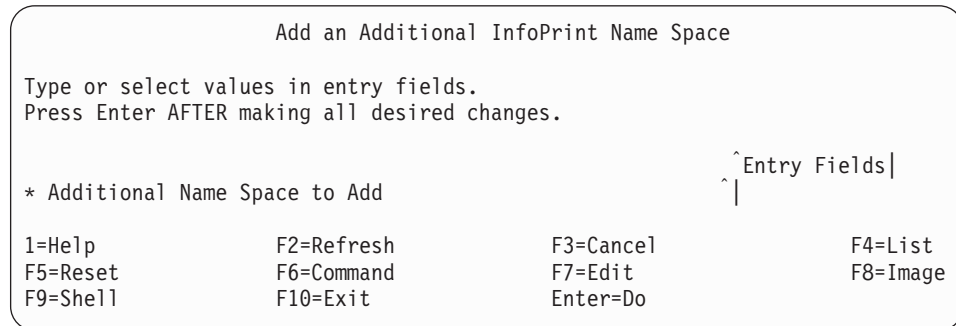 Add an Additional InfoPrint Name Space
Type or select values in entry fields.
Press Enter AFTER making all desired changes.
^Entry Fields|
* Additional Name Space to Add ^|
1=Help F2=Refresh F3=Cancel F4=List
F5=Reset F6=Command F7=Edit F8=Image
F9=Shell F10=Exit Enter=Do